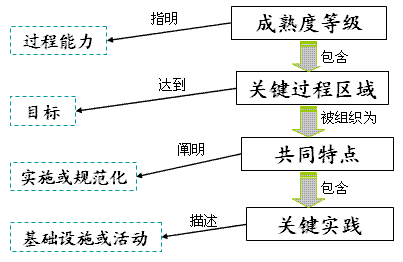 指明
成熟度等级
过程能力
包含
达到
关键过程区域
目标
被组织为
阐明
共同特点
实施或规范化
包含
描述
关键实践
基础设施或活动